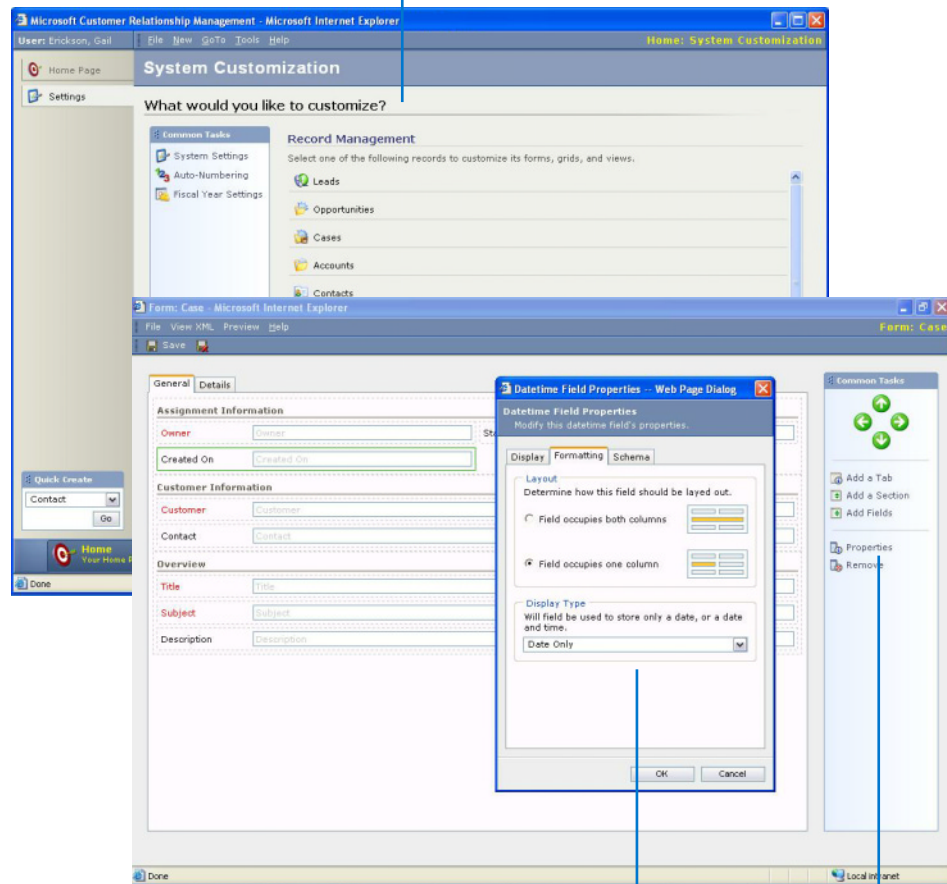 Microsoft Customer Relationship Management - Microsoft Internet Explorer
User: Erickson, Gail
File New GoTo Tools Help
Home: System Customization
Home Page
Settings
System Customization
What would you like to customize?
Common Tasks
System Settings
Auto-Numbering
Fiscal Year Settings
Record Management
Select one of the following records to customize its forms, grids, and views.
Leads
Opportunities
Cases
Accounts
Contacts
Quick Create
Contact
Go
Home
Your Home
Done
Form: Case - Microsoft Internet Explorer
File View XML Preview Help
Form: Case
Save
General Details
Assignment Information
Owner Owner
Created On Created On
Customer Information
Customer Customer
Contact Contact
Overview
Title Title
Subject Subject
Description Description
Datetime Field Properties -- Web Page Dialog
Datetime Field Properties
Modify this datetime field's properties.
Display Formatting Schema
Layout
Determine how this field should be layed out.
Field occupies both columns
Field occupies one column
Display Type
Will field be used to store only a date, or a date
and time.
Date Only
OK Cancel
Common Tasks
Add a Tab
Add a Section
Add Fields
Properties
Remove
Done
Local intranet